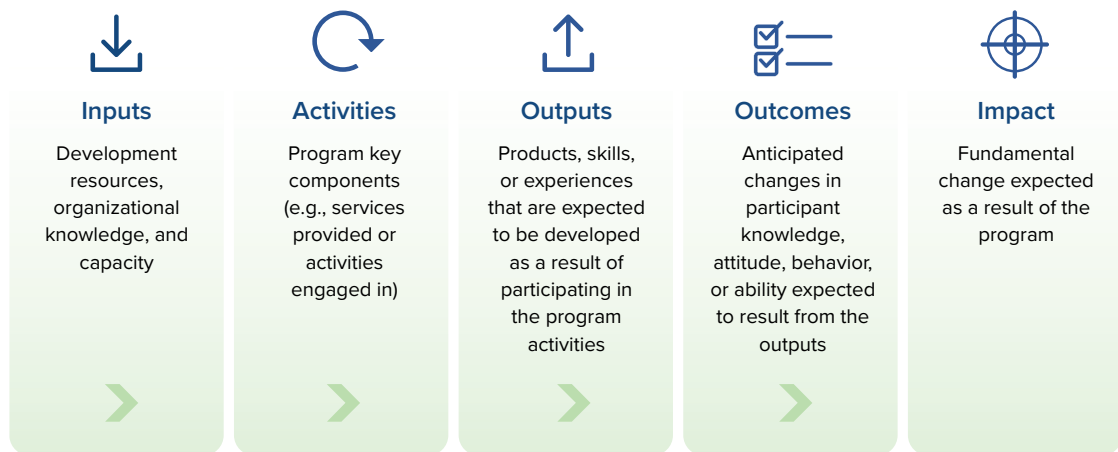 Inputs
Development
resources,
organizational
knowledge, and
capacity
Activities
Program key
components
(e.g., services
provided or
activities
engaged in)
Outputs
Products, skills,
or experiences
that are expected
to be developed
as a result of
participating in
the program
activities
Outcomes
Anticipated
changes in
participant
knowledge,
attitude, behavior,
or ability expected
to result from the
outputs
Impact
Fundamental
change expected
as a result of the
program